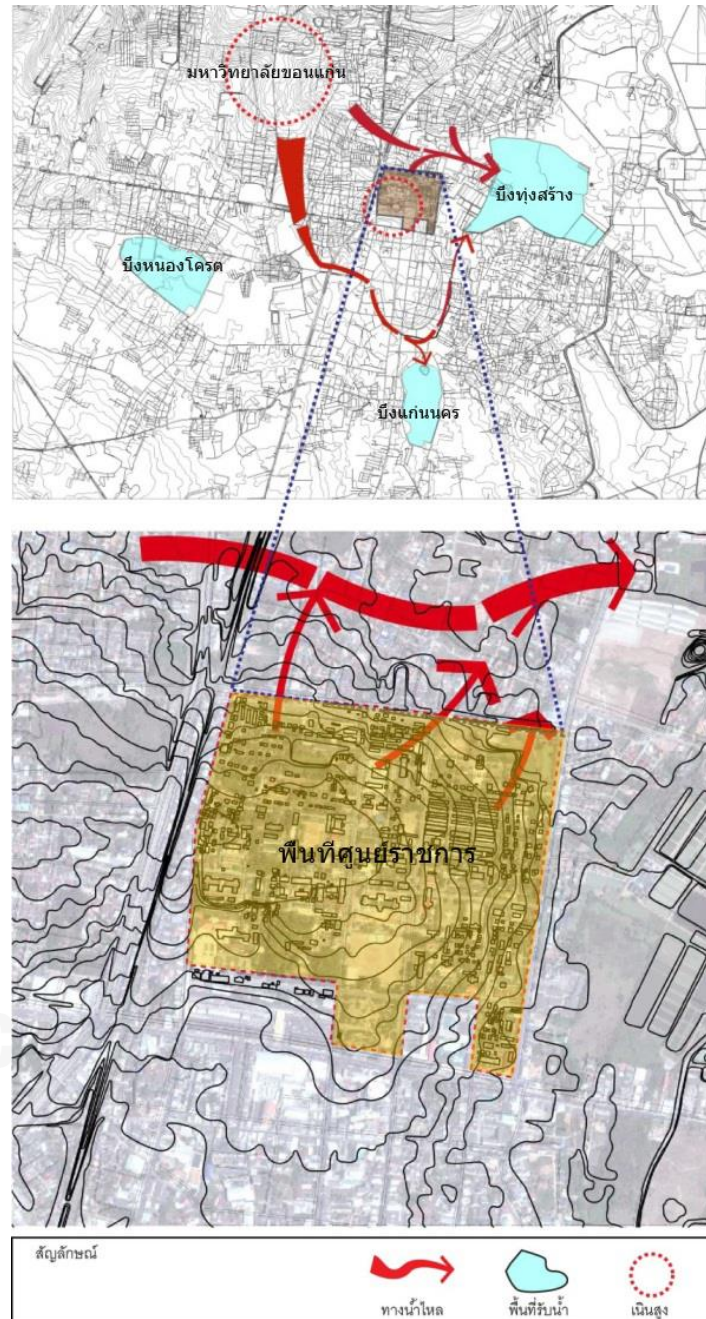 มหาวิทยาลัยขอนแก่น
บึงทุ่งสร้าง
บึงหนองโครต
บึงแก่นนคร
พื้นที่ศูนย์ราชการ
สัญลักษณ์
ทางน้ำไหล
พื้นที่รับน้ำ
เนินสูง